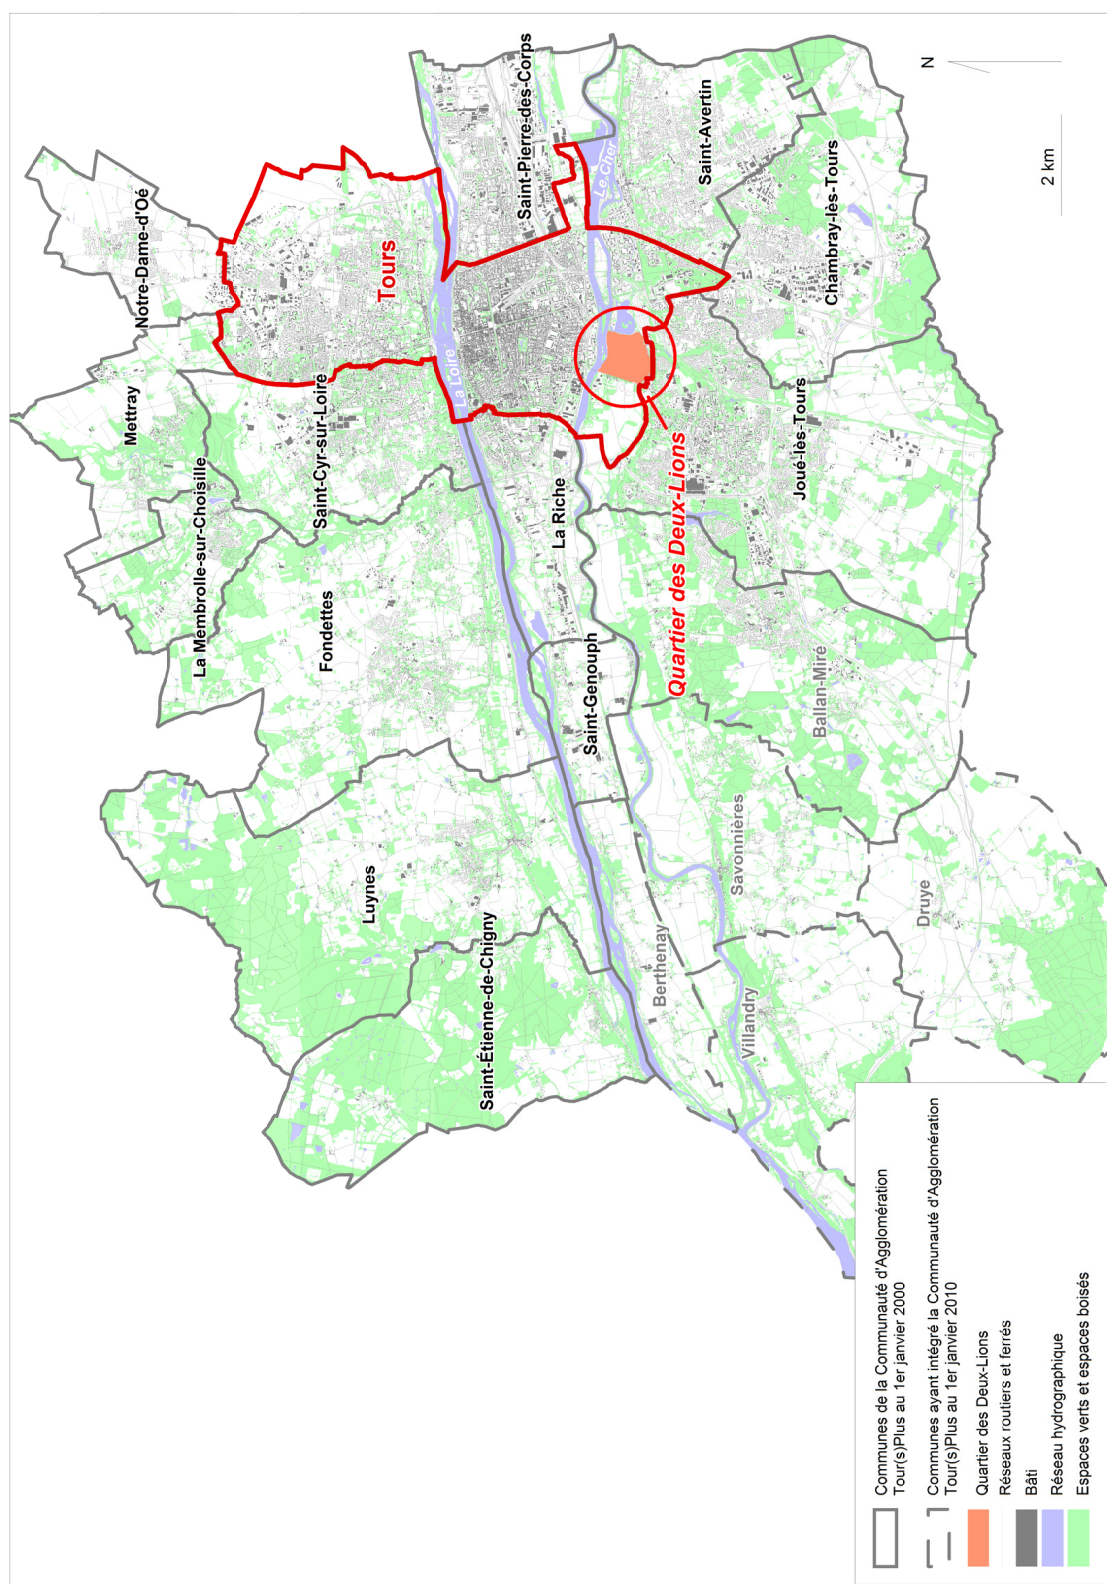 Notre-Dame-d'Oé
Mettray
La Membrolle-sur-Choisille
Saint-Cyr-sur-Loire
Fondettes
Luynes
Saint-Étienne-de-Chigny
Tours
La Loire
Saint-Pierre-des-Corps
Le Cher
La Riche
Saint-Genouph
Berthenay
Quartier des Deux-Lions
Saint-Avertin
Chambray-lès-Tours
Joué-lès-Tours
Ballan-Miré
Savonnières
Villandry
Druye
N
2 km
Communes de la Communauté d'Agglomération
Tour(s)Plus au 1er janvier 2000
Communes ayant intégré la Communauté d'Agglomération
Tour(s)Plus au 1er janvier 2010
Quartier des Deux-Lions
Réseaux routiers et ferrés
Bâti
Réseau hydrographique
Espaces verts et espaces boisés